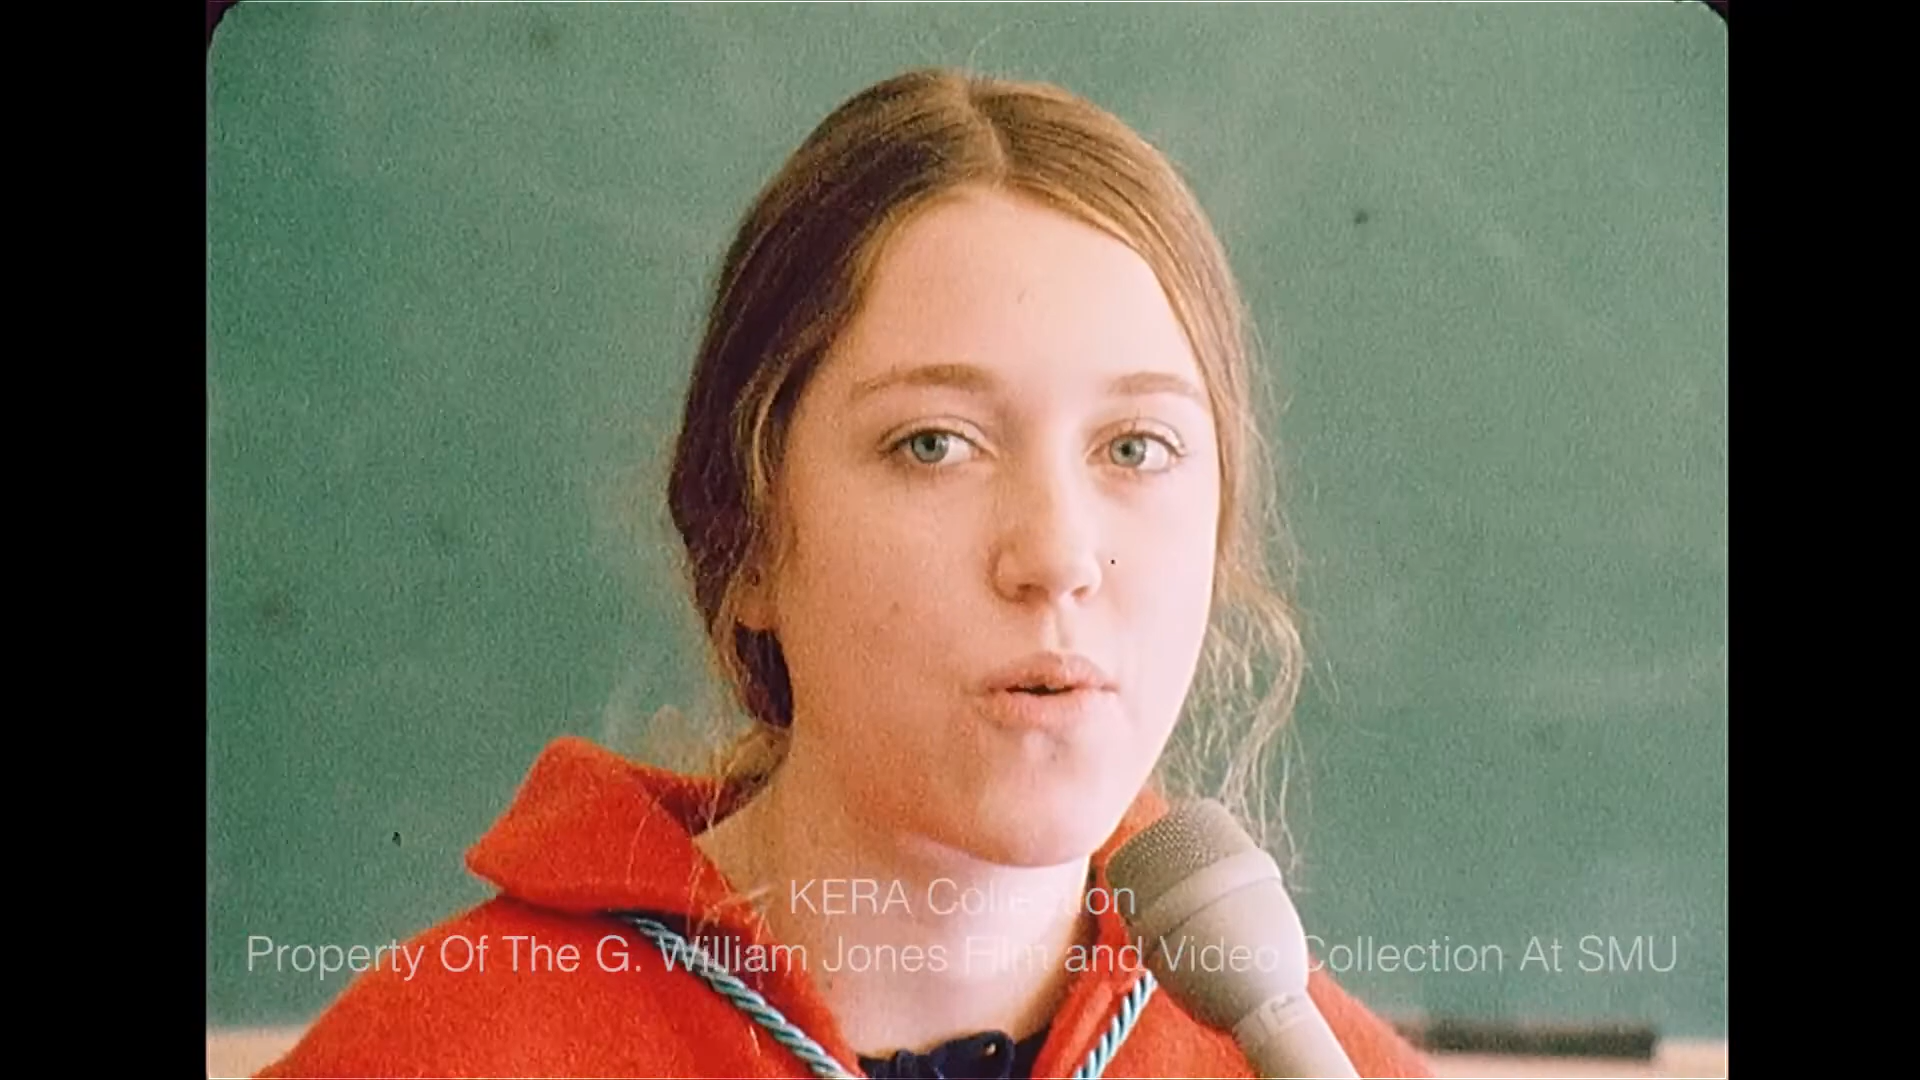 KERA Collection
Property Of The G. William Jones Film and Video Collection At SMU